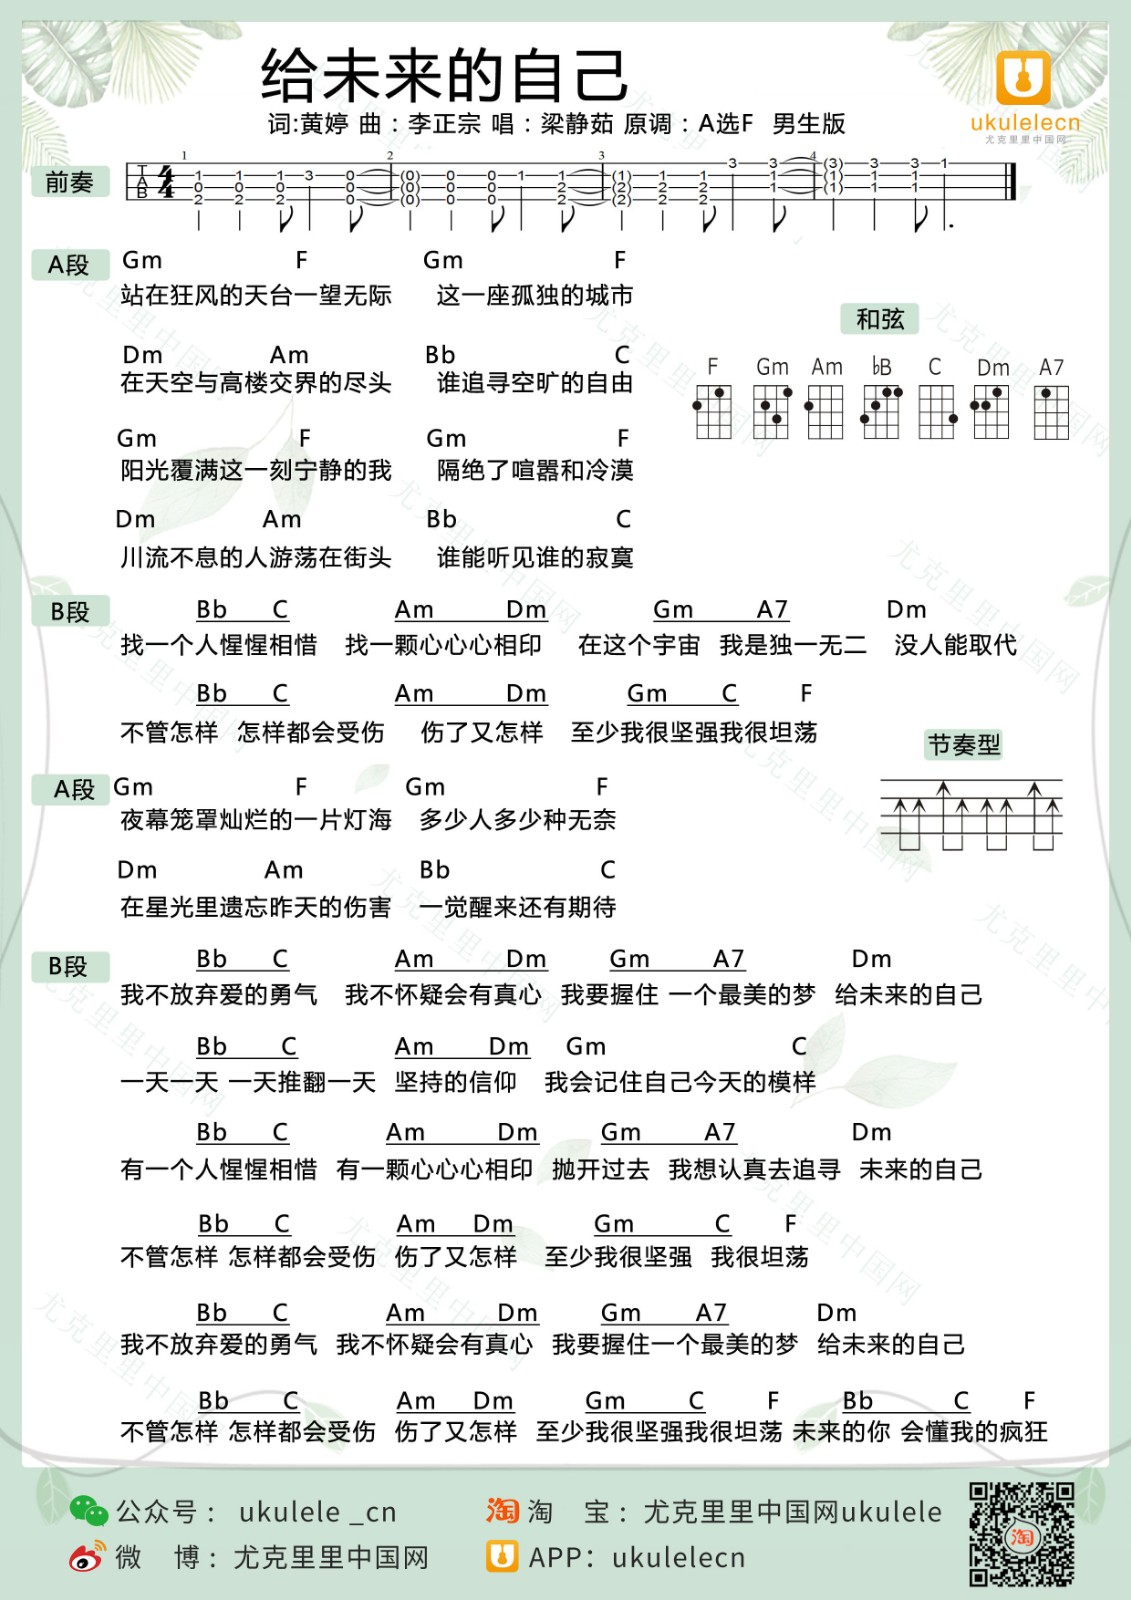 给未来的自己
词:黄婷 曲：李正宗 唱：梁静茹 原调：A选F 男生版
ukulelecn
尤克里里中国网
前奏
A段
Gm F Gm F
站在狂风的天台一望无际 这一座孤独的城市
和弦
Dm Am Bb C
在天空与高楼交界的尽头 谁追寻空旷的自由
F Gm Am bB C Dm A7
Gm F Gm F
阳光覆满这一刻宁静的我 隔绝了喧嚣和冷漠
Dm Am Bb C
川流不息的人游荡在街头 谁能听见谁的寂寞
B段
Bb C Am Dm Gm A7 Dm
找一个人惺惺相惜 找一颗心心心相印 在这个宇宙 我是独一无二 没人能取代
Bb C Am Dm Gm C F
不管怎样 怎样都会受伤 伤了又怎样 至少我很坚强我很坦荡
节奏型
A段
Gm F Gm F
夜幕笼罩灿烂的一片灯海 多少人多少种无奈
Dm Am Bb C
在星光里遗忘昨天的伤害 一觉醒来还有期待
B段
Bb C Am Dm Gm A7 Dm
我不放弃爱的勇气 我不怀疑会有真心 我要握住 一个最美的梦 给未来的自己
Bb C Am Dm Gm C
一天一天 一天推翻一天 坚持的信仰 我会记住自己今天的模样
Bb C Am Dm Gm A7 Dm
有一个人惺惺相惜 有一颗心心心相印 抛开过去 我想认真去追寻 未来的自己
Bb C Am Dm Gm C F
不管怎样 怎样都会受伤 伤了又怎样 至少我很坚强 我很坦荡
Bb C Am Dm Gm A7 Dm
我不放弃爱的勇气 我不怀疑会有真心 我要握住一个最美的梦 给未来的自己
Bb C Am Dm Gm C F Bb C F
不管怎样 怎样都会受伤 伤了又怎样 至少我很坚强我很坦荡 未来的你 会懂我的疯狂
公众号： ukulele _cn
淘 宝：尤克里里中国网ukulele
微 博：尤克里里中国网
APP：ukulelecn